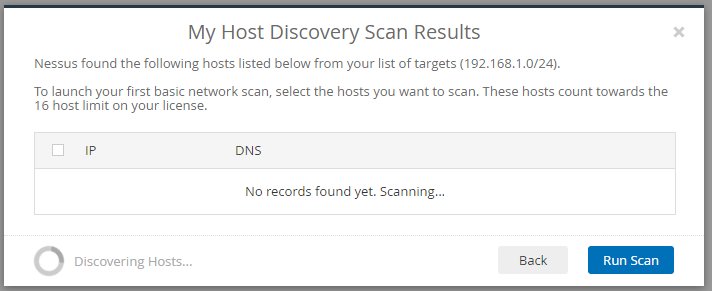 My Host Discovery Scan Results
Nessus found the following hosts listed below from your list of targets (192.168.1.0/24).
To launch your first basic network scan, select the hosts you want to scan. These hosts count towards the
16 host limit on your license.
IP DNS
No records found yet. Scanning...
Discovering Hosts... Back Run Scan